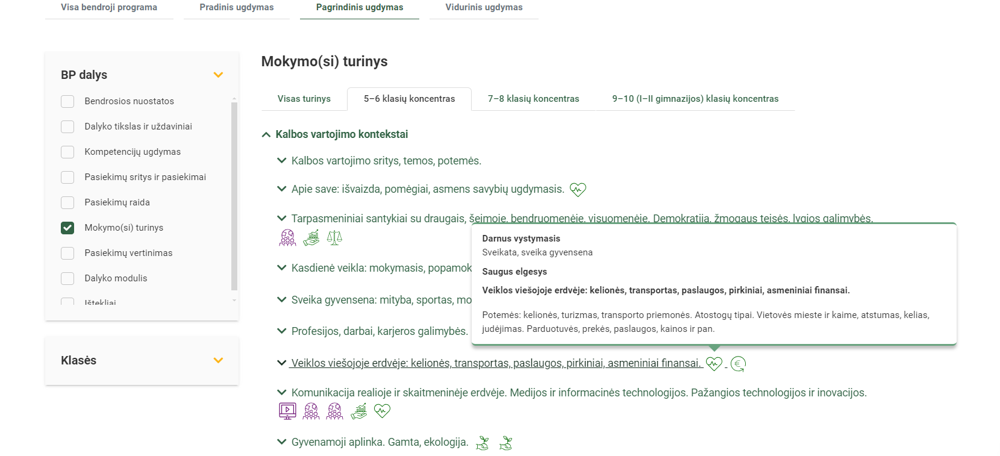 Visa bendroji programa
Pradinis ugdymas
Pagrindinis ugdymas
Vidurinis ugdymas
BP dalys
Bendrosios nuostatos
Dalyko tikslas ir uždaviniai
Kompetencijų ugdymas
Pasiekimų sritys ir pasiekimai
Pasiekimų raida
Mokymo(si) turinys
Pasiekimų vertinimas
Dalyko modulis
Ištekliai
Klasės
Mokymo(si) turinys
Visas turinys
5–6 klasių koncentras
7–8 klasių koncentras
9–10 (I–II gimnazijos) klasių koncentras
Kalbos vartojimo kontekstai
Kalbos vartojimo sritys, temos, potemės.
Apie save: išvaizda, pomėgiai, asmens savybių ugdymasis.
Tarpasmeniniai santykiai su draugais, šeimoje, bendruomenėje, visuomenėje. Demokratija, žmogaus teisės, lygios galimybės.
Kasdienė veikla: mokymasis, popamok
Sveika gyvensena: mityba, sportas, mo
Profesijos, darbai, karjeros galimybės.
Darnus vystymasis
Sveikata, sveika gyvensena
Saugus elgesys
Veiklos viešojoje erdvėje: kelionės, transportas, paslaugos, pirkiniai, asmeniniai finansai.
Potemės: kelionės, turizmas, transporto priemonės. Atostogų tipai. Vietovės mieste ir kaime, atstumas, kelias,
judėjimas. Parduotuvės, prekės, paslaugos, kainos ir pan.
Veiklos viešojoje erdvėje: kelionės, transportas, paslaugos, pirkiniai, asmeniniai finansai.
Komunikacija realioje ir skaitmeninėje erdvėje. Medijos ir informacinės technologijos. Pažangios technologijos ir inovacijos.
Gyvenamoji aplinka. Gamta, ekologija.